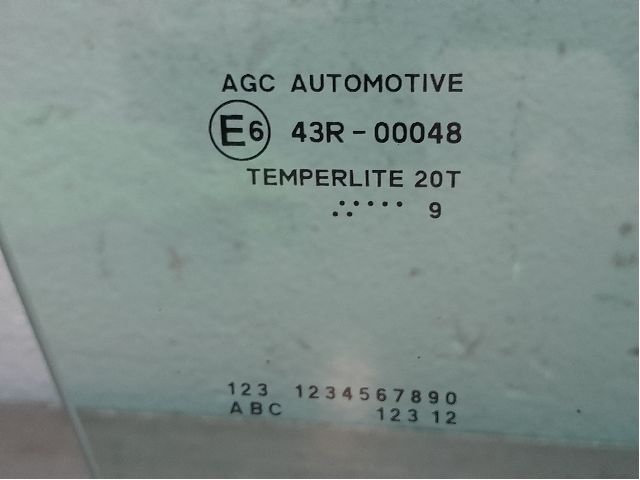 AGC AUTOMOTIVE
E6 43R-00048
TEMPERLITE 20T
9
123 1234567890
ABC 123 12